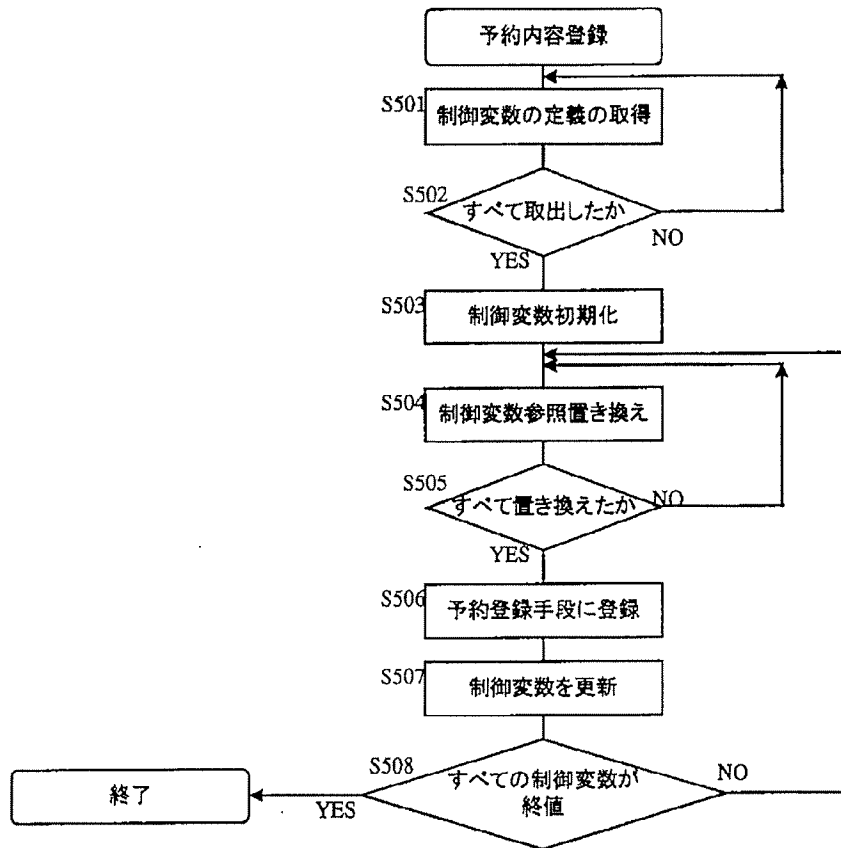 予約内容登録
S501
制御変数の定義の取得
S502
すべて取出したか
NO
YES
S503
制御変数初期化
S504
制御変数参照置き換え
S505
すべて置き換えたか
NO
YES
S506
予約登録手段に登録
S507
制御変数を更新
S508
すべての制御変数が
終値
NO
YES
終了